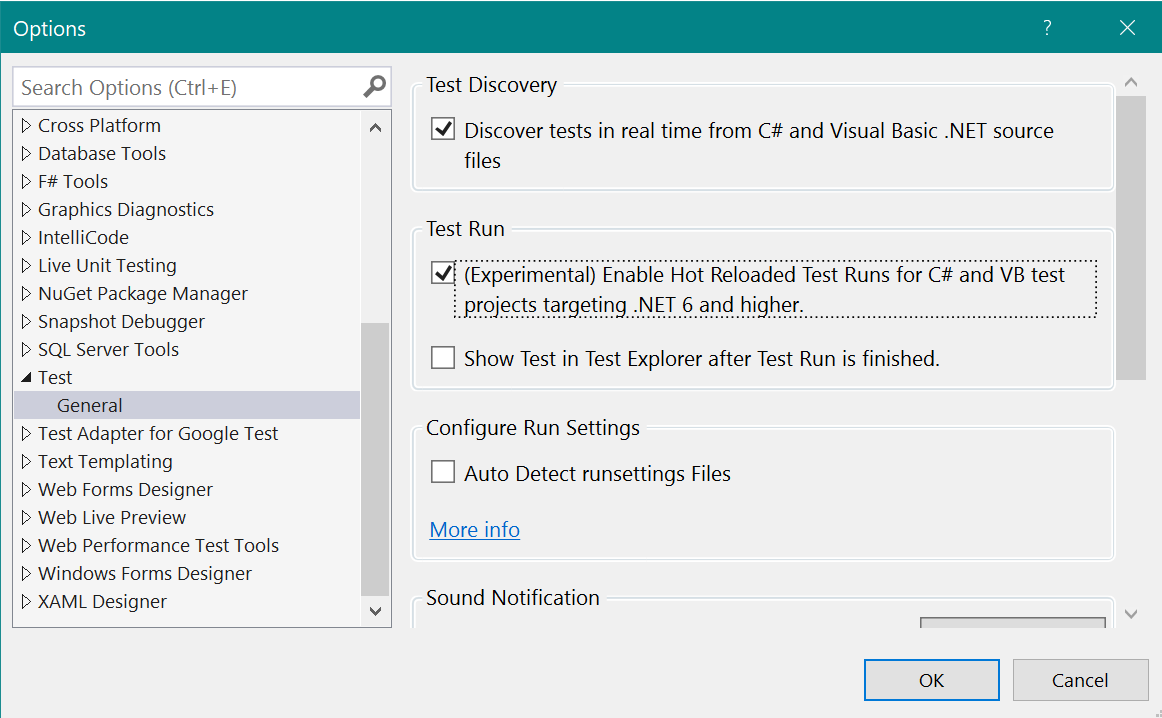 Options
?
Search Options (Ctrl+E)
Cross Platform
Database Tools
F# Tools
Graphics Diagnostics
IntelliCode
Live Unit Testing
NuGet Package Manager
Snapshot Debugger
SQL Server Tools
Test
General
Test Adapter for Google Test
Text Templating
Web Forms Designer
Web Live Preview
Web Performance Test Tools
Windows Forms Designer
XAML Designer
Test Discovery
Discover tests in real time from C# and Visual Basic .NET source
files
Test Run
(Experimental) Enable Hot Reloaded Test Runs for C# and VB test
projects targeting .NET 6 and higher.
Show Test in Test Explorer after Test Run is finished.
Configure Run Settings
Auto Detect runsettings Files
More info
Sound Notification
OK
Cancel